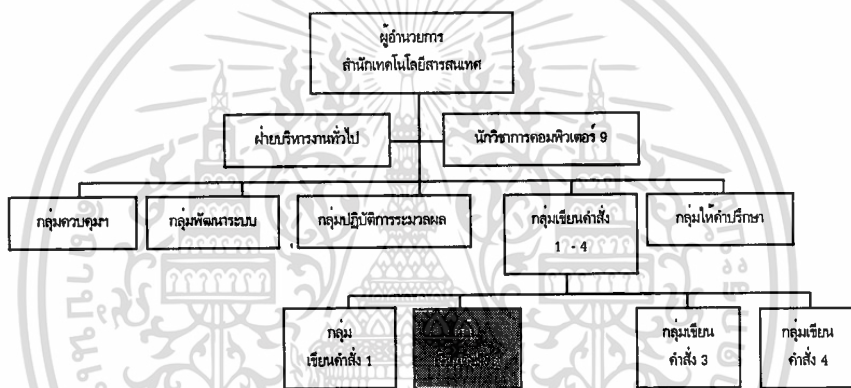 ผู้อำนวยการ
สำนักเทคโนโลยีสารสนเทศ
ฝ่ายบริหารงานทั่วไป
นักวิชาการคอมพิวเตอร์ 9
กลุ่มควบคุมฯ
กลุ่มพัฒนาระบบ
กลุ่มปฏิบัติการระมวลผล
กลุ่มเขียนคำสั่ง
1 - 4
กลุ่มให้คำปรึกษา
กลุ่ม
เขียนคำสั่ง 1
กลุ่มเขียน
คำสั่ง 3
กลุ่มเขียน
คำสั่ง 4